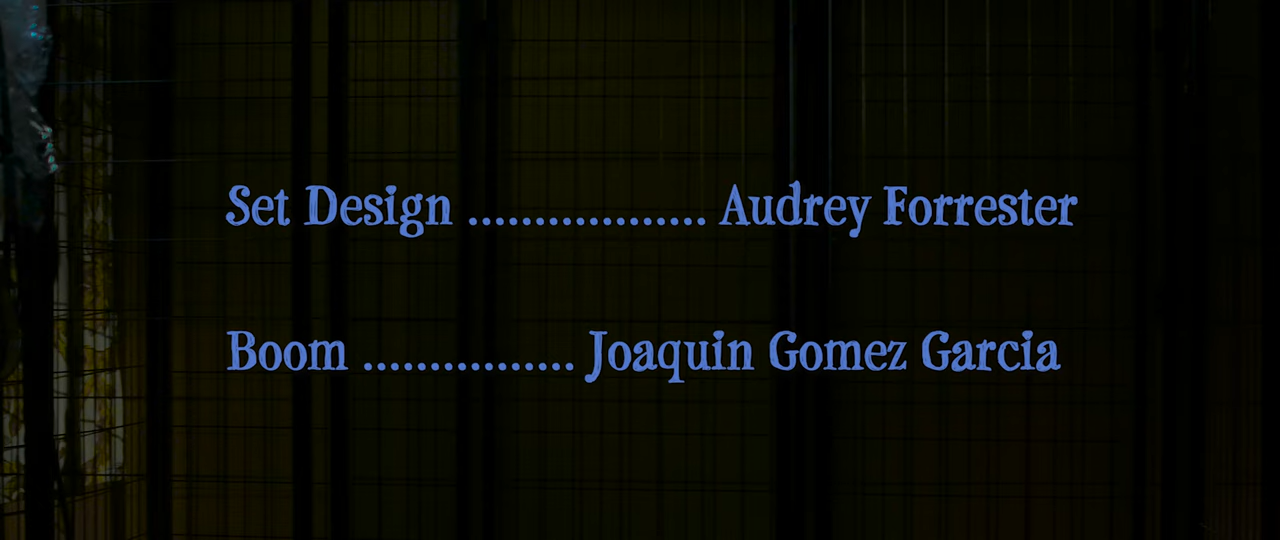 Set Design .................. Audrey Forrester
Boom ................ Joaquin Gomez Garcia